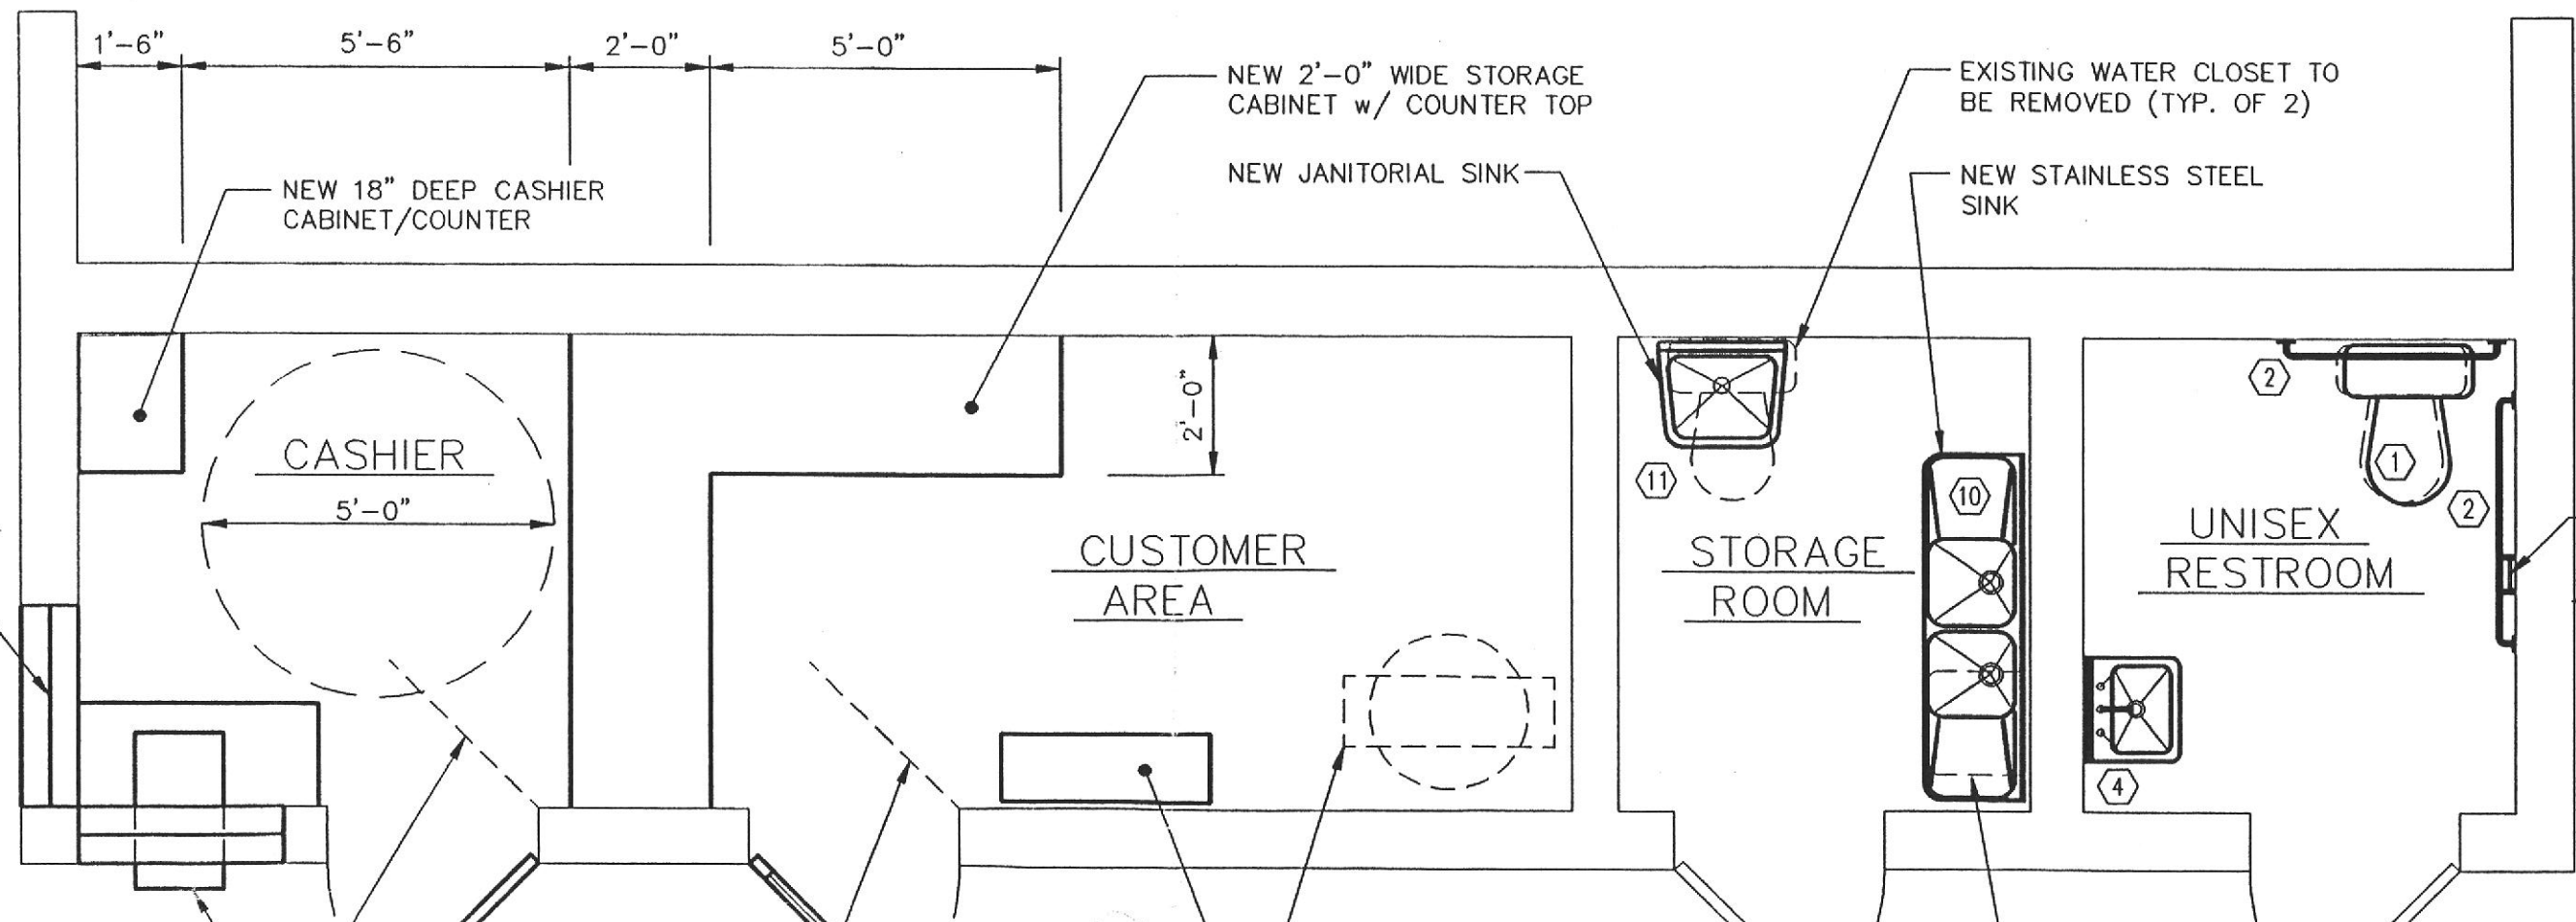 1'-6"
5'-6"
2'-0"
5'-0"
NEW 2'-0" WIDE STORAGE
CABINET w/ COUNTER TOP
EXISTING WATER CLOSET TO
BE REMOVED (TYP. OF 2)
NEW JANITORIAL SINK
NEW STAINLESS STEEL
SINK
NEW 18" DEEP CASHIER
CABINET/COUNTER
2'-0"
CASHIER
5'-0"
CUSTOMER
AREA
11
STORAGE
ROOM
10
2
1
2
UNISEX
RESTROOM
4